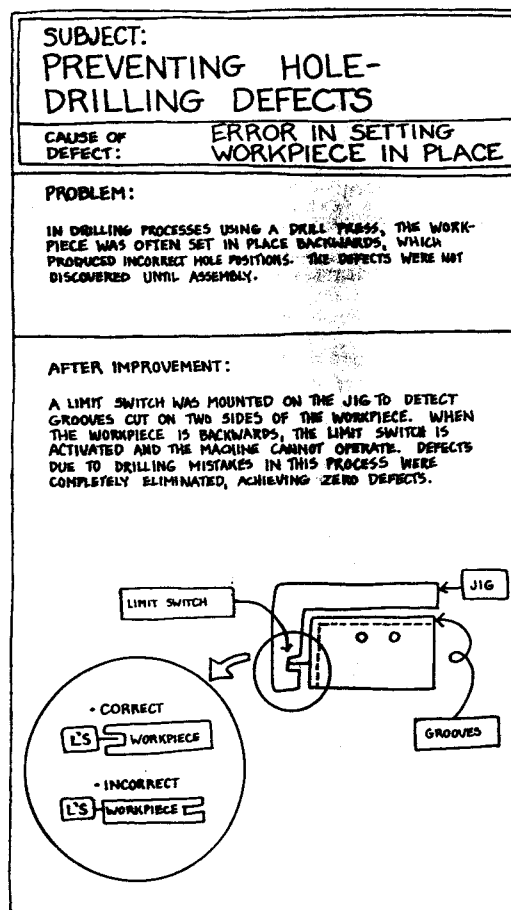 SUBJECT:
PREVENTING HOLE-
DRILLING DEFECTS
CAUSE OF
DEFECT:
ERROR IN SETTING
WORKPIECE IN PLACE
PROBLEM:
IN DRILLING PROCESSES USING A DRILL PRESS, THE WORK-
PIECE WAS OFTEN SET IN PLACE BACKWARDS, WHICH
PRODUCED INCORRECT HOLE POSITIONS. THE DEFECTS WERE NOT
DISCOVERED UNTIL ASSEMBLY.
AFTER IMPROVEMENT:
A LIMIT SWITCH WAS MOUNTED ON THE JIG TO DETECT
GROOVES CUT ON TWO SIDES OF THE WORKPIECE. WHEN
THE WORKPIECE IS BACKWARDS, THE LIMIT SWITCH IS
ACTIVATED AND THE MACHINE CANNOT OPERATE. DEFECTS
DUE TO DRILLING MISTAKES IN THIS PROCESS WERE
COMPLETELY ELIMINATED, ACHIEVING ZERO DEFECTS.
JIG
LIMIT SWITCH
GROOVES
• CORRECT
L'S WORKPIECE
• INCORRECT
L'S WORKPIECE